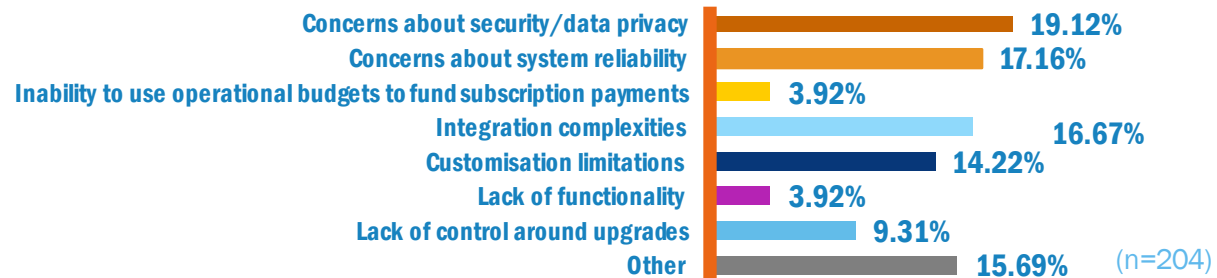 Concerns about security/data privacy 19.12%
Concerns about system reliability 17.16%
Inability to use operational budgets to fund subscription payments 3.92%
Integration complexities 16.67%
Customisation limitations 14.22%
Lack of functionality 3.92%
Lack of control around upgrades 9.31%
Other 15.69% (n=204)